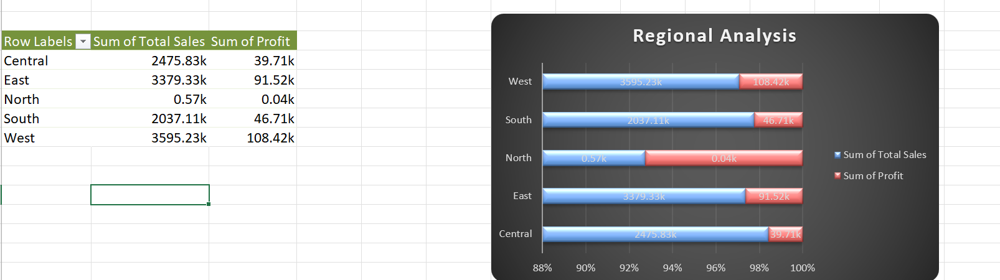 Row Labels Sum of Total Sales Sum of Profit
Central 2475.83k 39.71k
East 3379.33k 91.52k
North 0.57k 0.04k
South 2037.11k 46.71k
West 3595.23k 108.42k
Regional Analysis
West 3595.23k 108.42k
South 2037.11k 46.71k
North 0.57k 0.04k
East 3379.33k 91.52k
Central 2475.83k 39.71k
88% 90% 92% 94% 96% 98% 100%
Sum of Total Sales
Sum of Profit